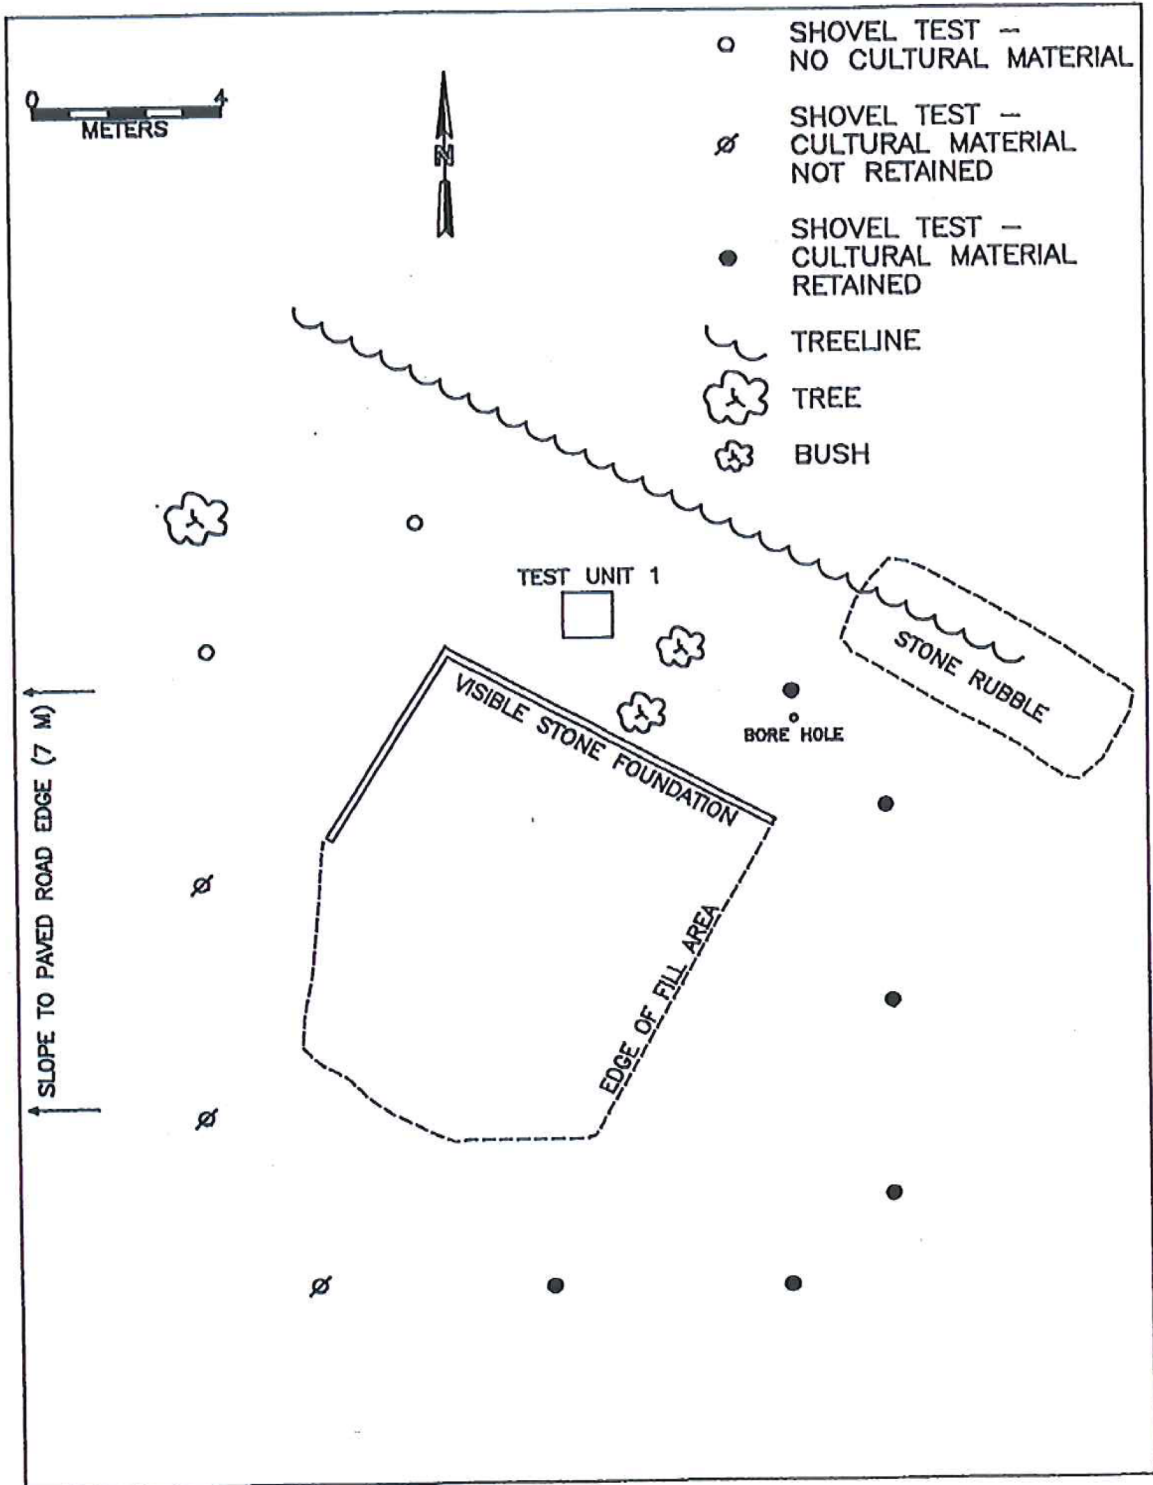 SHOVEL TEST –
NO CULTURAL MATERIAL
0 4
METERS
N
SHOVEL TEST –
CULTURAL MATERIAL
NOT RETAINED
SHOVEL TEST –
CULTURAL MATERIAL
RETAINED
TREELINE
TREE
BUSH
TEST UNIT 1
STONE RUBBLE
VISIBLE STONE FOUNDATION
BORE HOLE
SLOPE TO PAVED ROAD EDGE (7 M)
EDGE OF FILL AREA